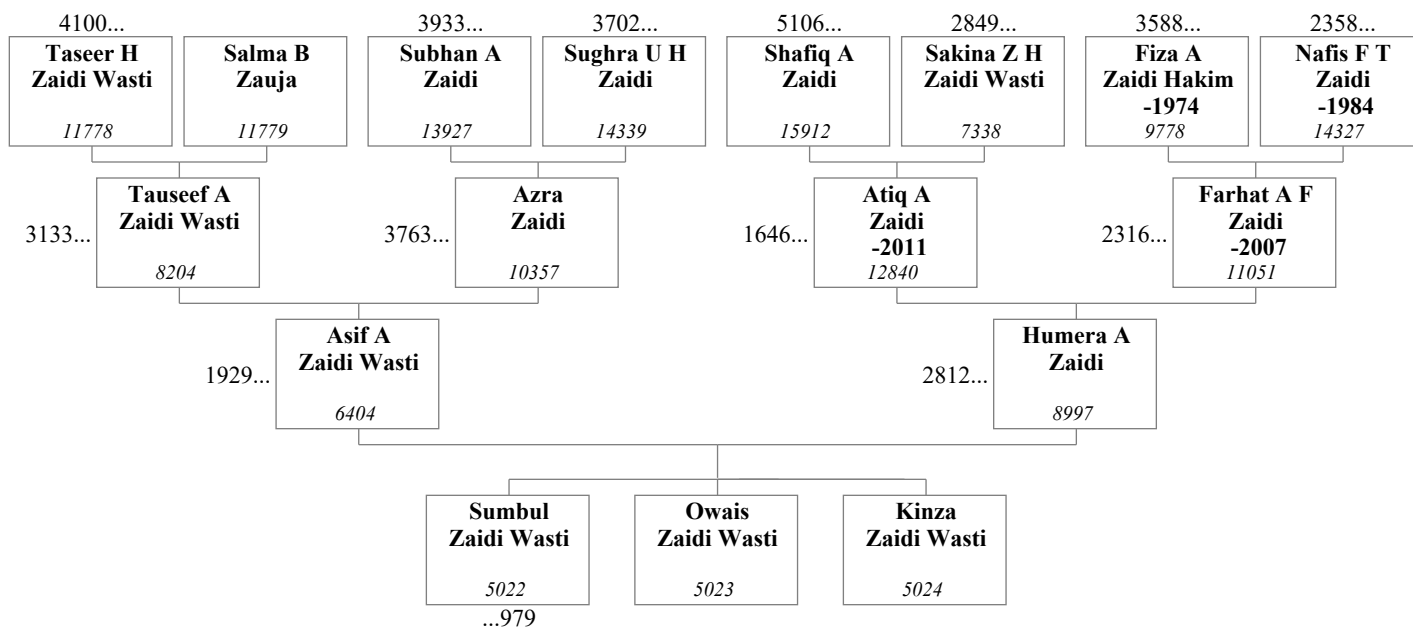 4100...
3933...
3702...
5106...
2849...
3588...
2358...
Taseer H
Zaidi Wasti
11778
Salma B
Zauja
11779
Subhan A
Zaidi
13927
Sughra U H
Zaidi
14339
Shafiq A
Zaidi
15912
Sakina Z H
Zaidi Wasti
7338
Fiza A
Zaidi Hakim
-1974
9778
Nafis F T
Zaidi
-1984
14327
3133...
Tauseef A
Zaidi Wasti
8204
3763...
Azra
Zaidi
10357
1646...
Atiq A
Zaidi
-2011
12840
2316...
Farhat A F
Zaidi
-2007
11051
1929...
Asif A
Zaidi Wasti
6404
2812...
Humera A
Zaidi
8997
Sumbul
Zaidi Wasti
5022
...979
Owais
Zaidi Wasti
5023
Kinza
Zaidi Wasti
5024